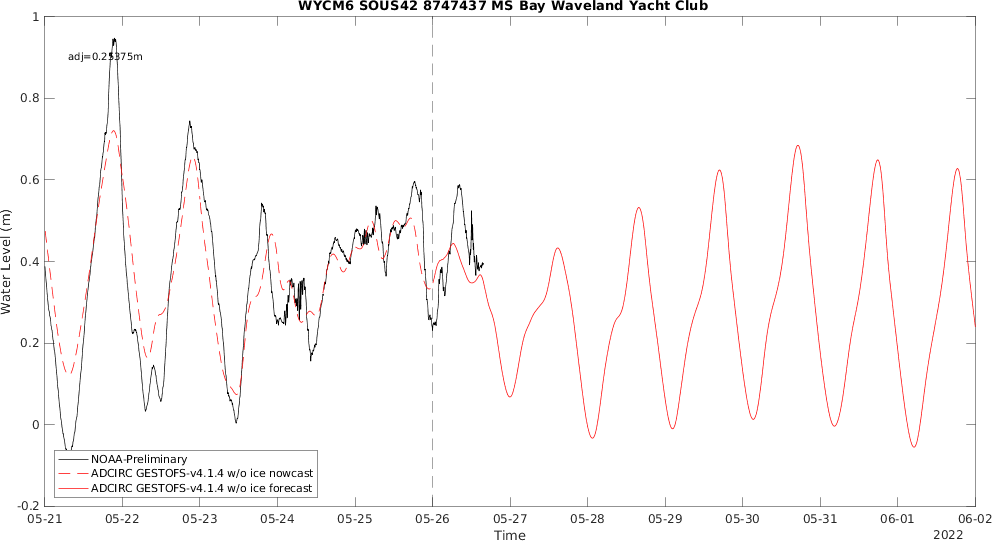 WYCM6 SOUS42 8747437 MS Bay Waveland Yacht Club
adj=0.25375m
Water Level (m)
1
0.8
0.6
0.4
0.2
0
-0.2
NOAA-Preliminary
ADCIRC GESTOFS-v4.1.4 w/o ice nowcast
ADCIRC GESTOFS-v4.1.4 w/o ice forecast
05-21 05-22 05-23 05-24 05-25 05-26 05-27 05-28 05-29 05-30 05-31 06-01 06-02
Time
2022